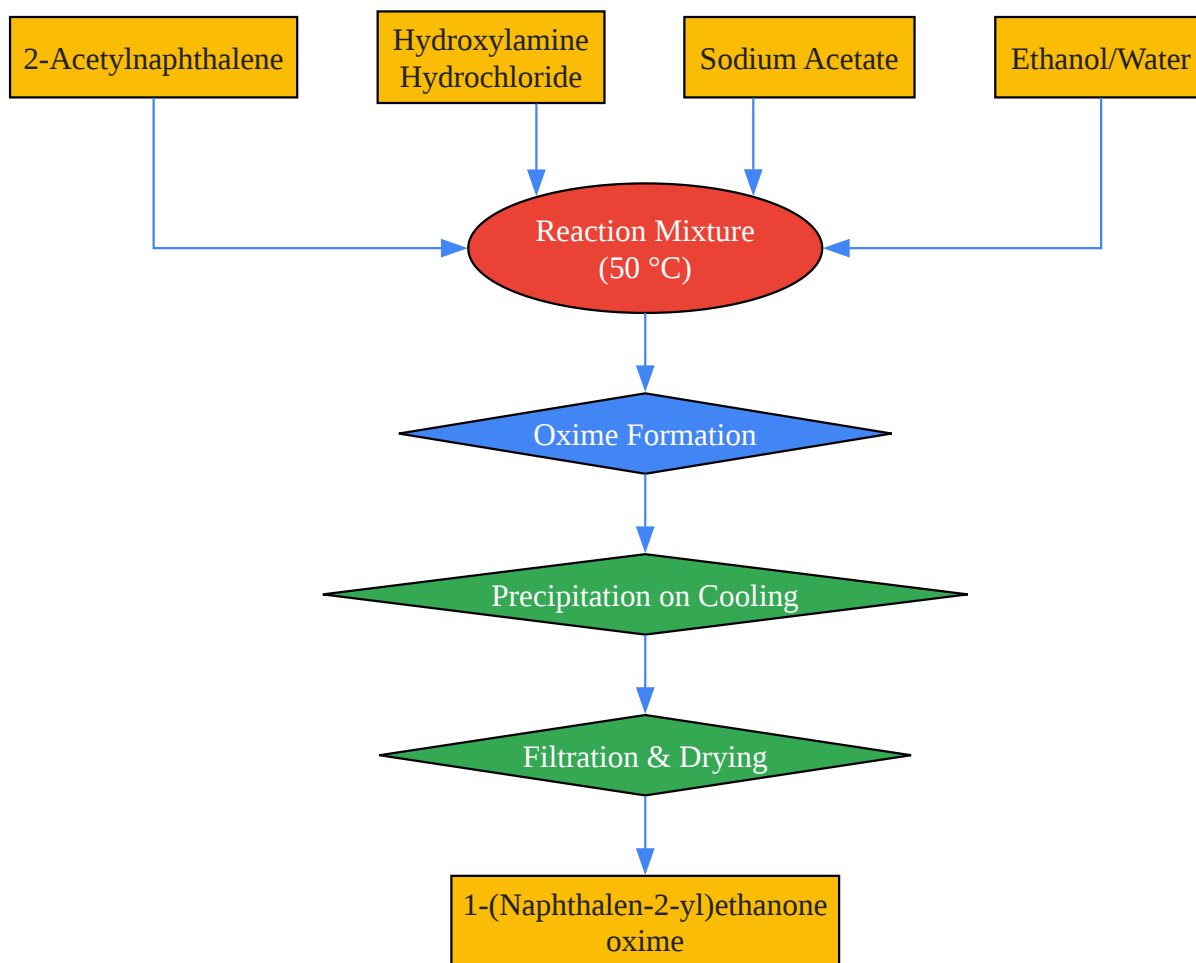 2-Acetylnaphthalene
Hydroxylamine
Hydrochloride
Sodium Acetate
Ethanol/Water
Reaction Mixture
(50 °C)
Oxime Formation
Precipitation on Cooling
Filtration & Drying
1-(Naphthalen-2-yl)ethanone
oxime